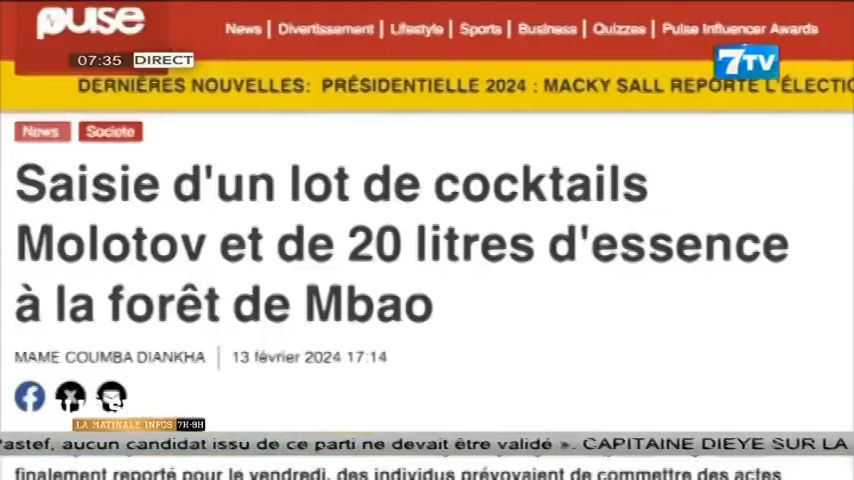 pulse
News | Divertissement | Lifestyle | Sports | Business | Quizzes | Pulse Influencer Awards
07:35 DIRECT
7TV
DERNIÈRES NOUVELLES: PRÉSIDENTIELLE 2024 : MACKY SALL REPORTE L'ÉLECTIO
News Societe
Saisie d'un lot de cocktails
Molotov et de 20 litres d'essence
à la forêt de Mbao
MAME COUMBA DIANKHA | 13 février 2024 17:14
LA MATINALE INFOS 7H-9H
Pastef, aucun candidat issu de ce parti ne devait être validé ». CAPITAINE DIEYE SUR LA
finalement reporté pour le vendredi, des individus prévoyaient de commettre des actes